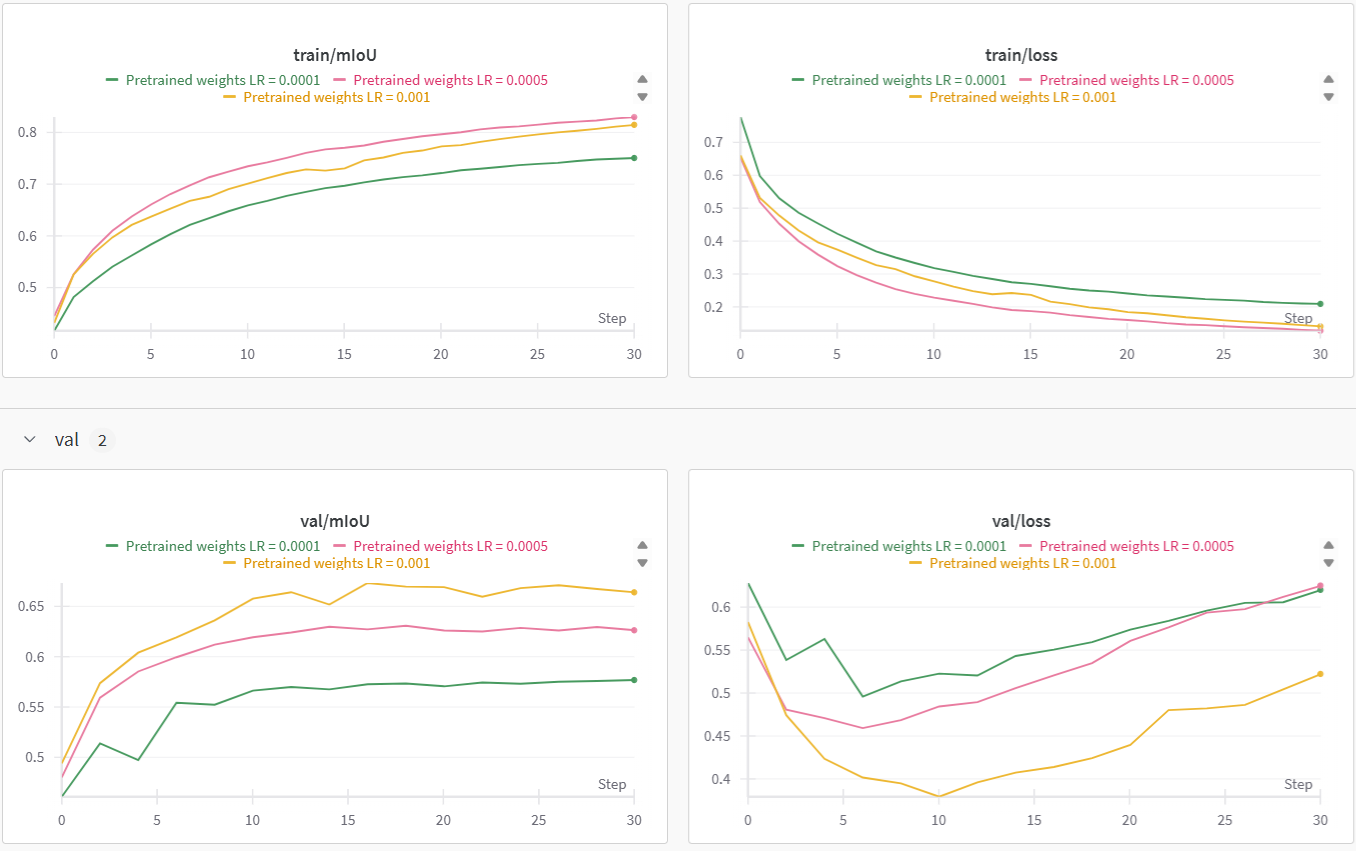 train/mIoU
Pretrained weights LR = 0.0001 Pretrained weights LR = 0.0005
Pretrained weights LR = 0.001
0.8
0.7
0.6
0.5
Step
0 5 10 15 20 25 30
train/loss
Pretrained weights LR = 0.0001 Pretrained weights LR = 0.0005
Pretrained weights LR = 0.001
0.7
0.6
0.5
0.4
0.3
0.2
Step
0 5 10 15 20 25 30
val 2
val/mIoU
Pretrained weights LR = 0.0001 Pretrained weights LR = 0.0005
Pretrained weights LR = 0.001
0.65
0.6
0.55
0.5
Step
0 5 10 15 20 25 30
val/loss
Pretrained weights LR = 0.0001 Pretrained weights LR = 0.0005
Pretrained weights LR = 0.001
0.6
0.55
0.5
0.45
0.4
Step
0 5 10 15 20 25 30